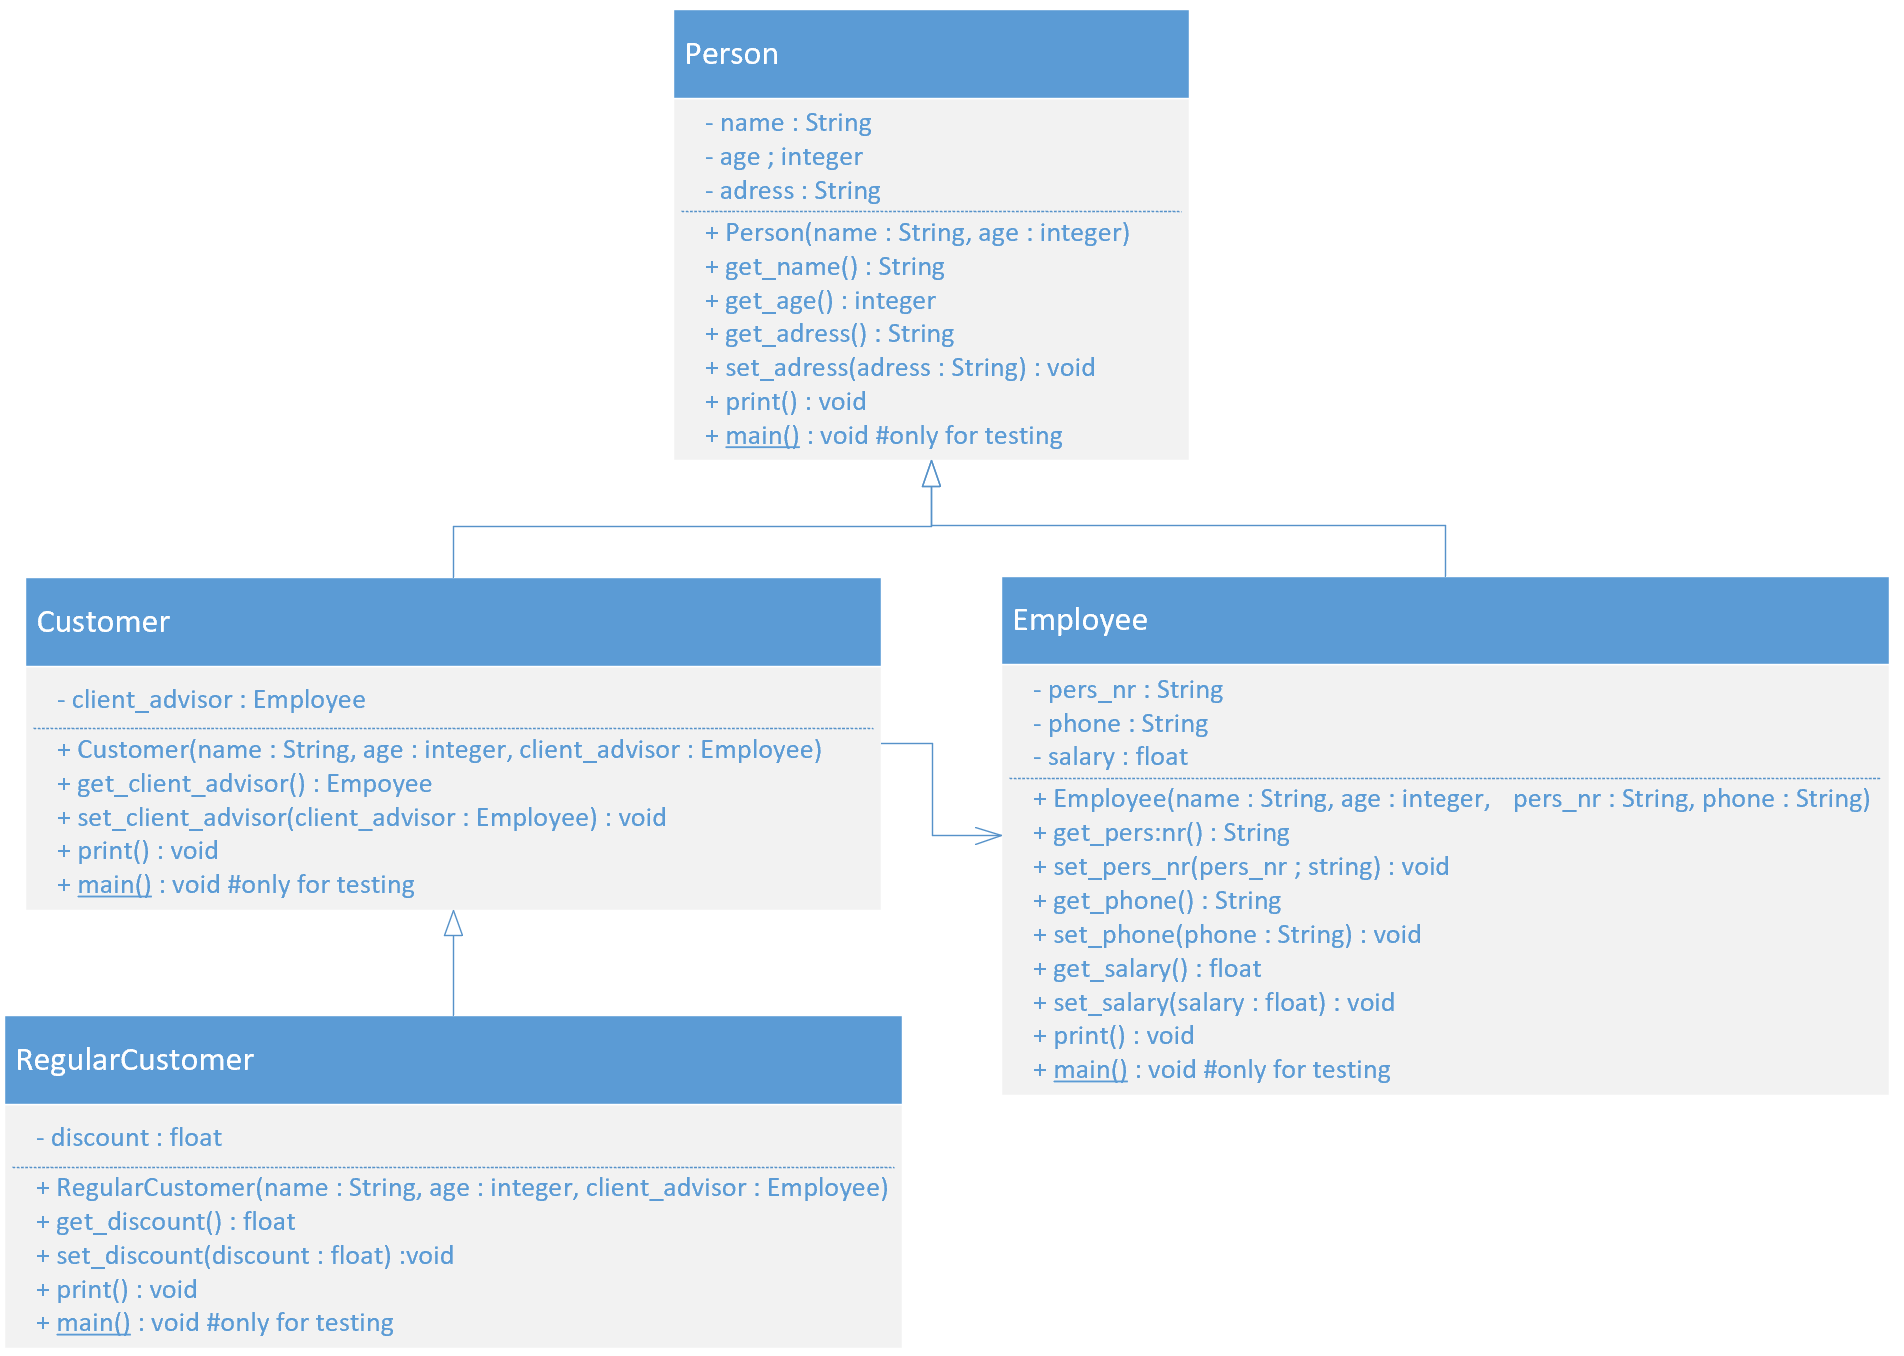 Person
- name : String
- age ; integer
- adress : String
+ Person(name : String, age : integer)
+ get_name() : String
+ get_age() : integer
+ get_adress() : String
+ set_adress(adress : String) : void
+ print() : void
+ main() : void #only for testing
Customer
- client_advisor : Employee
+ Customer(name : String, age : integer, client_advisor : Employee)
+ get_client_advisor() : Empoyee
+ set_client_advisor(client_advisor : Employee) : void
+ print() : void
+ main() : void #only for testing
Employee
- pers_nr : String
- phone : String
- salary : float
+ Employee(name : String, age : integer, pers_nr : String, phone : String)
+ get_pers:nr() : String
+ set_pers_nr(pers_nr ; string) : void
+ get_phone() : String
+ set_phone(phone : String) : void
+ get_salary() : float
+ set_salary(salary : float) : void
+ print() : void
+ main() : void #only for testing
RegularCustomer
- discount : float
+ RegularCustomer(name : String, age : integer, client_advisor : Employee)
+ get_discount() : float
+ set_discount(discount : float) :void
+ print() : void
+ main() : void #only for testing